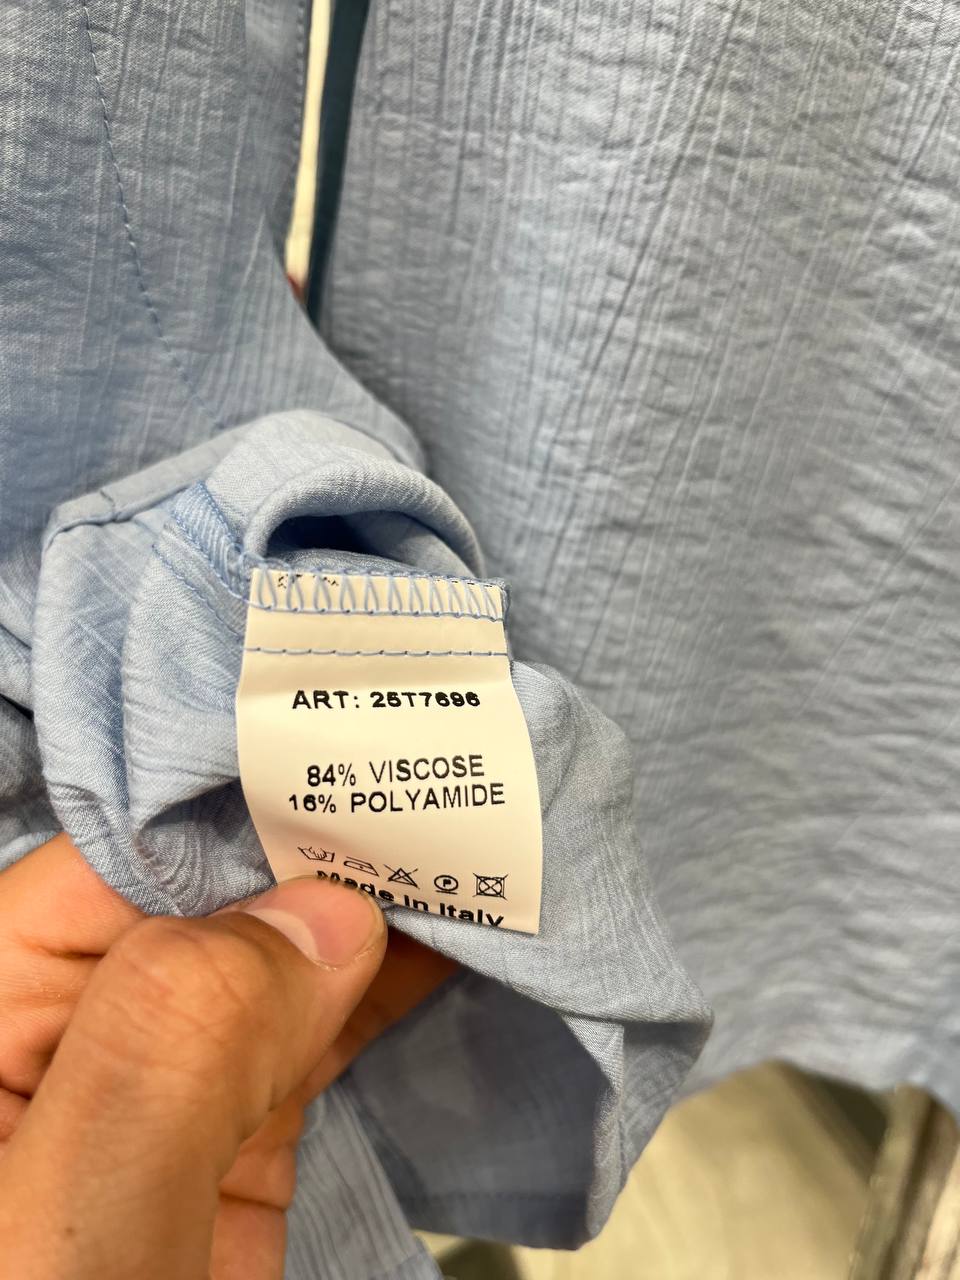 ART: 25T7696
84% VISCOSE
16% POLYAMIDE
Made in Italy